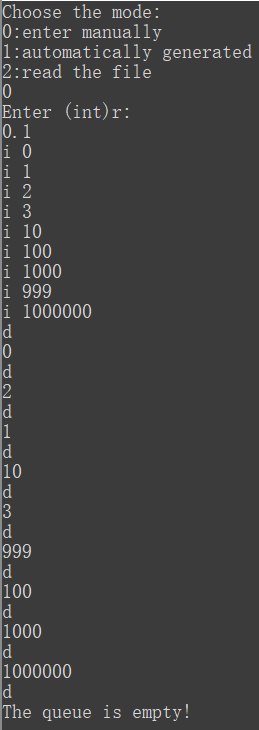 Choose the mode:
0:enter manually
1:automatically generated
2:read the file
0
Enter (int)r:
0.1
i 0
i 1
i 2
i 3
i 10
i 100
i 1000
i 999
i 1000000
d
0
d
2
d
1
d
10
d
3
d
999
d
100
d
1000
d
1000000
d
The queue is empty!